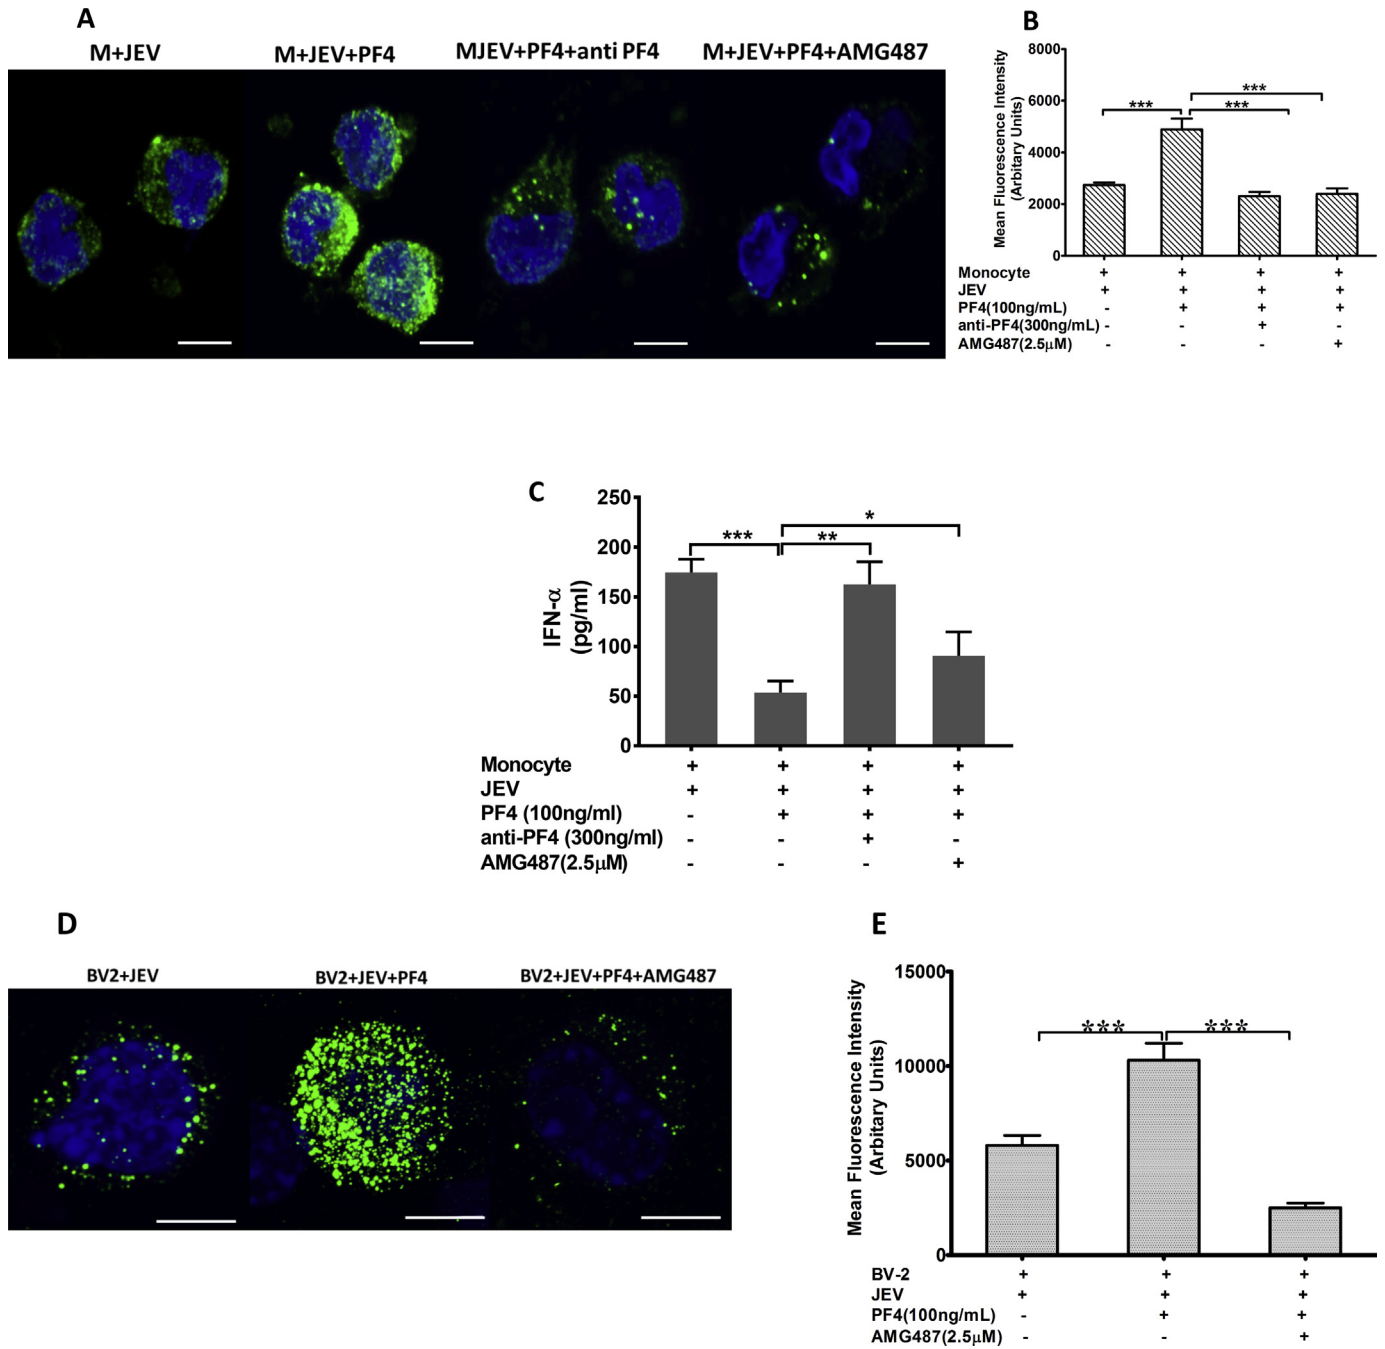 A
M+JEV
M+JEV+PF4
MJEV+PF4+anti PF4
M+JEV+PF4+AMG487
B
Mean Fluorescence Intensity
(Arbitary Units)
8000
6000
4000
2000
0
***
***
***
Monocyte + + + +
JEV + + + +
PF4(100ng/mL) - + + +
anti-PF4(300ng/mL) - - + -
AMG487(2.5μM) - - - +
C
IFN-α
(pg/ml)
250
200
150
100
50
0
***
**
*
Monocyte + + + +
JEV + + + +
PF4 (100ng/ml) - + + +
anti-PF4 (300ng/ml) - - + -
AMG487(2.5μM) - - - +
D
BV2+JEV
BV2+JEV+PF4
BV2+JEV+PF4+AMG487
E
Mean Fluorescence Intensity
(Arbitary Units)
15000
10000
5000
0
***
***
BV-2 + + +
JEV + + +
PF4(100ng/mL) - + +
AMG487(2.5μM) - - +